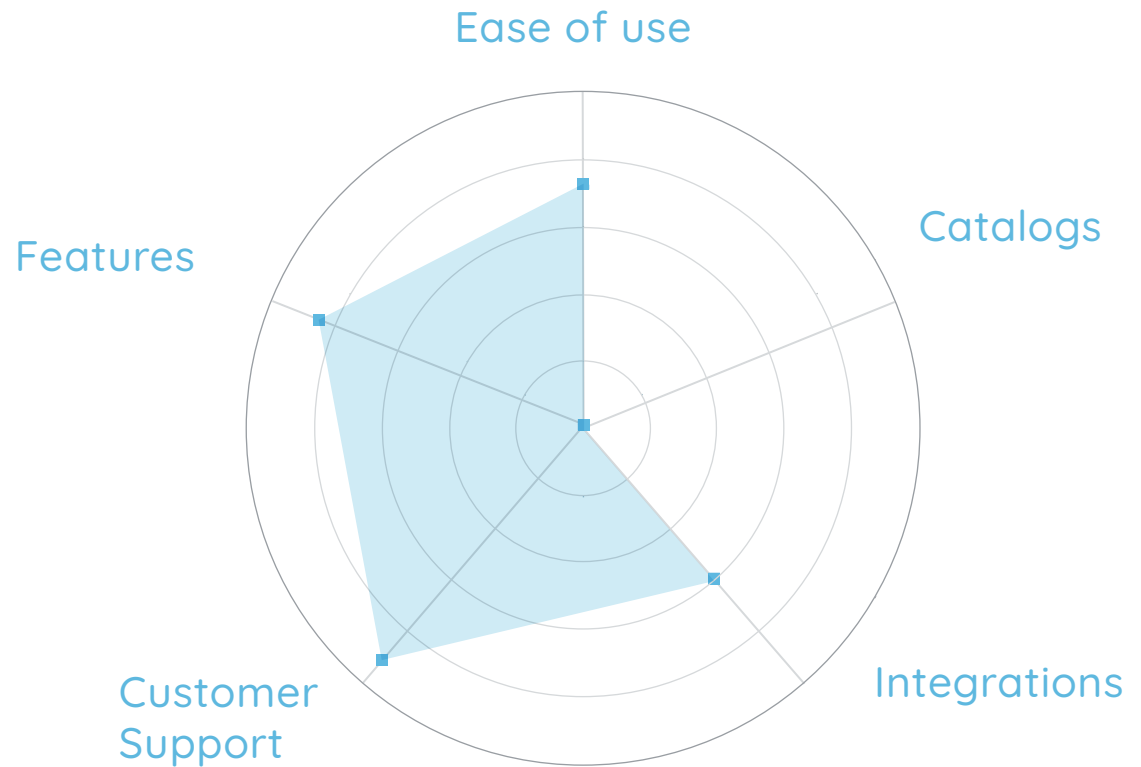 Ease of use
Catalogs
Features
Integrations
Customer
Support